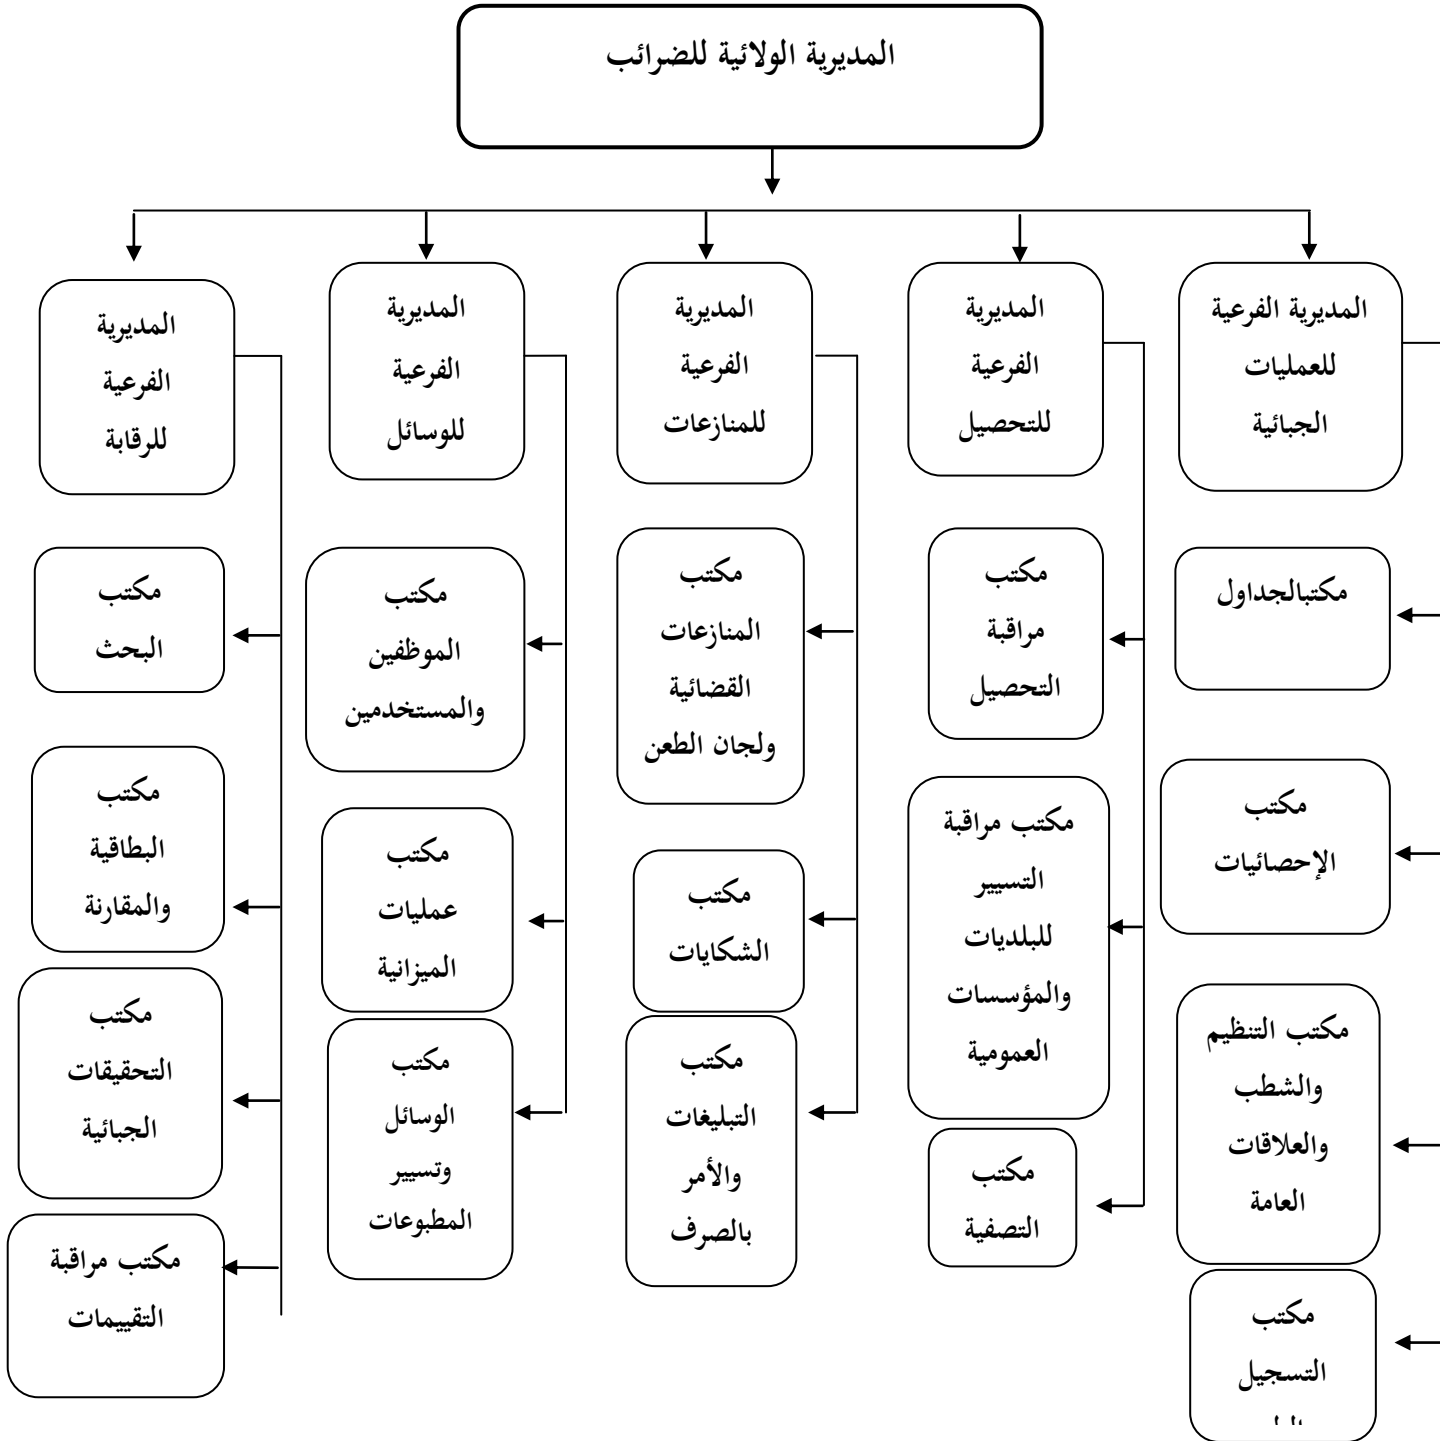 المديرية الولائية للضرائب
المديرية الفرعية
للعمليات
الجبائية
المديرية
الفرعية
للتحصيل
المديرية
الفرعية
للمنازعات
المديرية
الفرعية
للوسائل
المديرية
الفرعية
للرقابة
مكتبالجداول
مكتب
الإحصائيات
مكتب التنظيم
والشطب
والعلاقات
العامة
مكتب
التسجيل
مكتب
مراقبة
التحصيل
مكتب مراقبة
التسيير
للبلديات
والمؤسسات
العمومية
مكتب
التصفية
مكتب
المنازعات
القضائية
ولجان الطعن
مكتب
الشكايات
مكتب
التبليغات
والأمر
بالصرف
مكتب
الموظفين
والمستخدمين
مكتب
عمليات
الميزانية
مكتب
الوسائل
وتسيير
المطبوعات
مكتب
البحث
مكتب
البطاقية
والمقارنة
مكتب
التحقيقات
الجبائية
مكتب مراقبة
التقييمات